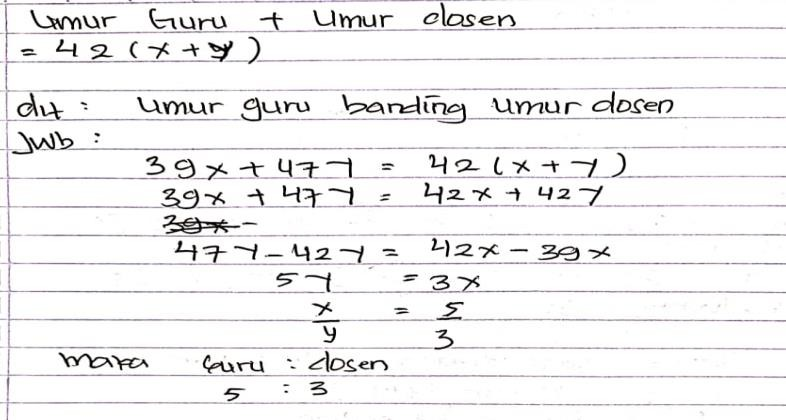 Umur Guru + Umur dosen
= 42 (x + y)
dit : Umur guru banding umur dosen
Jwb :
39x + 47y = 42 (x + y)
39x + 47y = 42x + 42y
39x -
47y - 42y = 42x - 39x
5y = 3x
x/y = 5/3
maka Guru : dosen
5 : 3